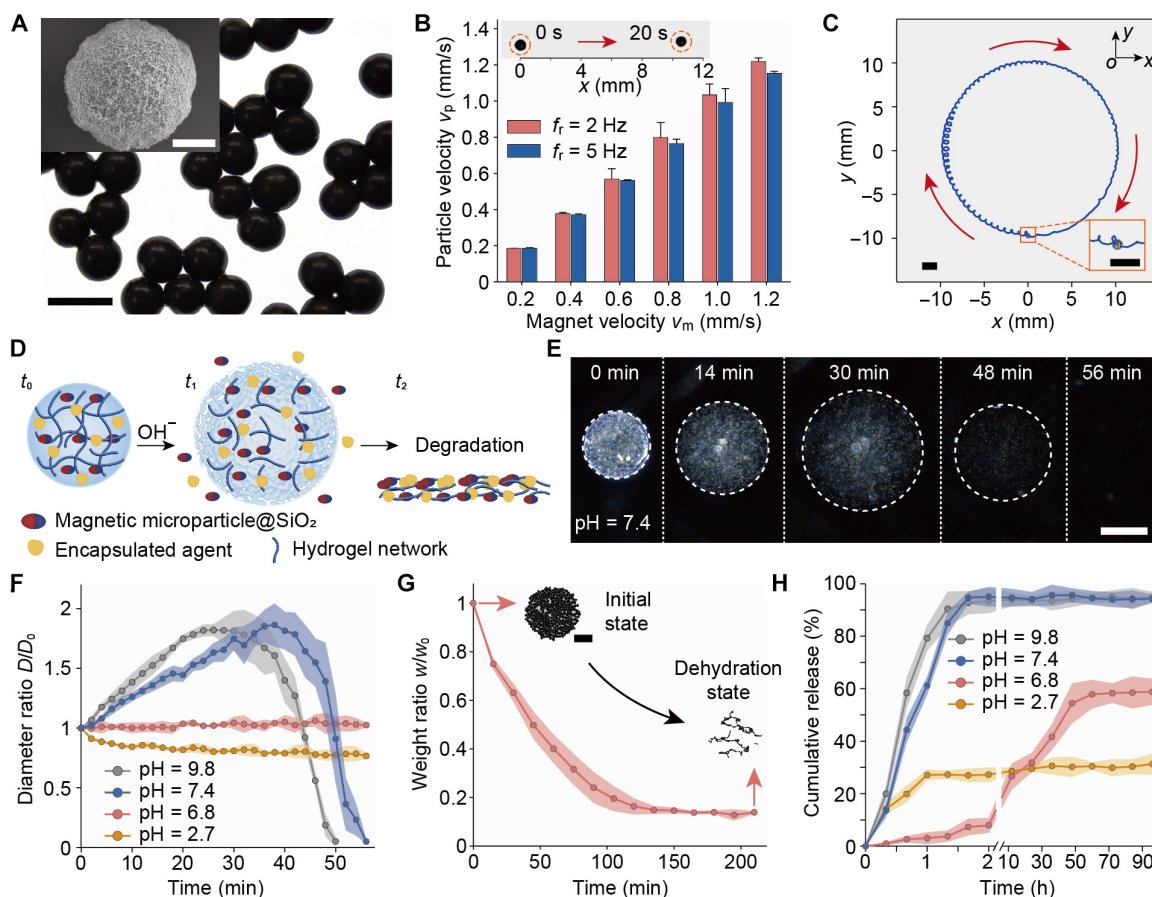 A
B
Particle velocity vₚ (mm/s)
1.4
1.2
1.0
0.8
0.6
0.4
0.2
0
0 s
20 s
0
4
8
12
x (mm)
fᵣ = 2 Hz
fᵣ = 5 Hz
0.2
0.4
0.6
0.8
1.0
1.2
Magnet velocity vₘ (mm/s)
C
y
o
x
y (mm)
10
5
0
−5
−10
−10
−5
0
5
10
x (mm)
D
t₀
t₁
t₂
OH⁻
Degradation
Magnetic microparticle@SiO₂
Encapsulated agent
Hydrogel network
E
0 min
14 min
30 min
48 min
56 min
pH = 7.4
F
Diameter ratio D/D₀
2
1.5
1
0.5
0
pH = 9.8
pH = 7.4
pH = 6.8
pH = 2.7
0
10
20
30
40
50
Time (min)
G
Weight ratio w/w₀
1
0.8
0.6
0.4
0.2
0
Initial
state
Dehydration
state
0
50
100
150
200
Time (min)
H
Cumulative release (%)
100
90
80
60
40
20
0
pH = 9.8
pH = 7.4
pH = 6.8
pH = 2.7
0
1
2
10
30
50
70
90
Time (h)